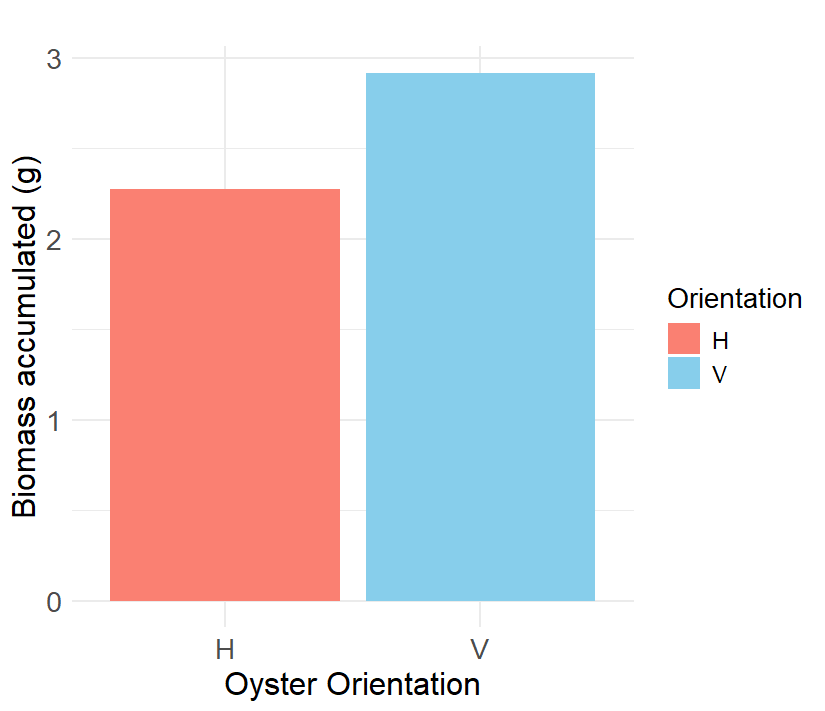 Biomass accumulated (g)
3
2
1
0
H
V
Oyster Orientation
Orientation
H
V